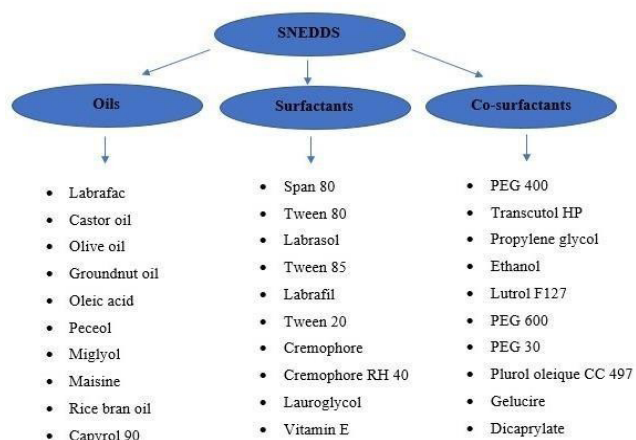 SNEDDS
Oils
Surfactants
Co-surfactants
• Labrafac
• Castor oil
• Olive oil
• Groundnut oil
• Oleic acid
• Peceol
• Miglyol
• Maisine
• Rice bran oil
• Capyrol 90
• Span 80
• Tween 80
• Labrasol
• Tween 85
• Labrafil
• Tween 20
• Cremophore
• Cremophore RH 40
• Lauroglycol
• Vitamin E
• PEG 400
• Transcutol HP
• Propylene glycol
• Ethanol
• Lutrol F127
• PEG 600
• PEG 30
• Plurol oleique CC 497
• Gelucire
• Dicaprylate